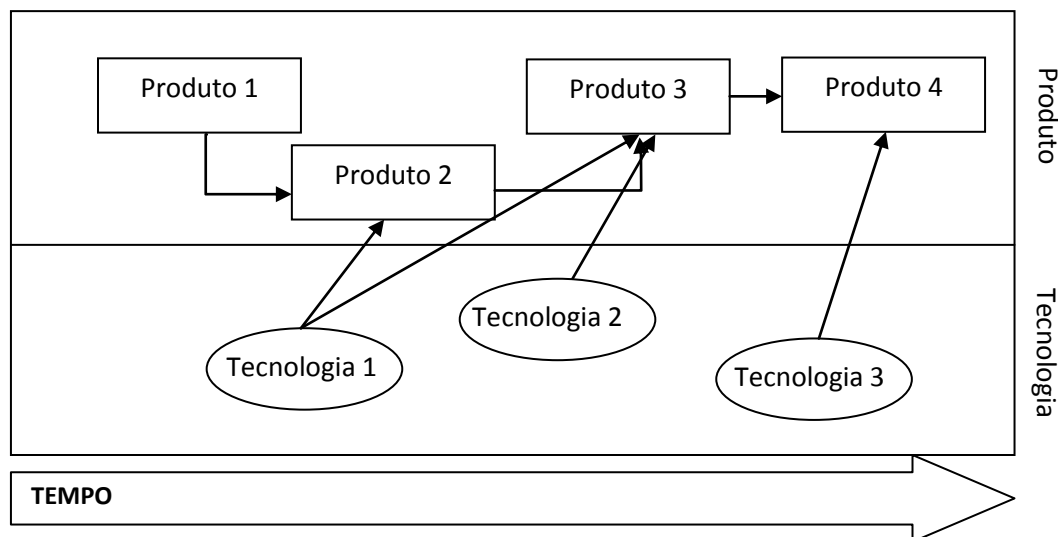 Produto 1
Produto 2
Produto 3
Produto 4
Produto
Tecnologia 1
Tecnologia 2
Tecnologia 3
Tecnologia
TEMPO